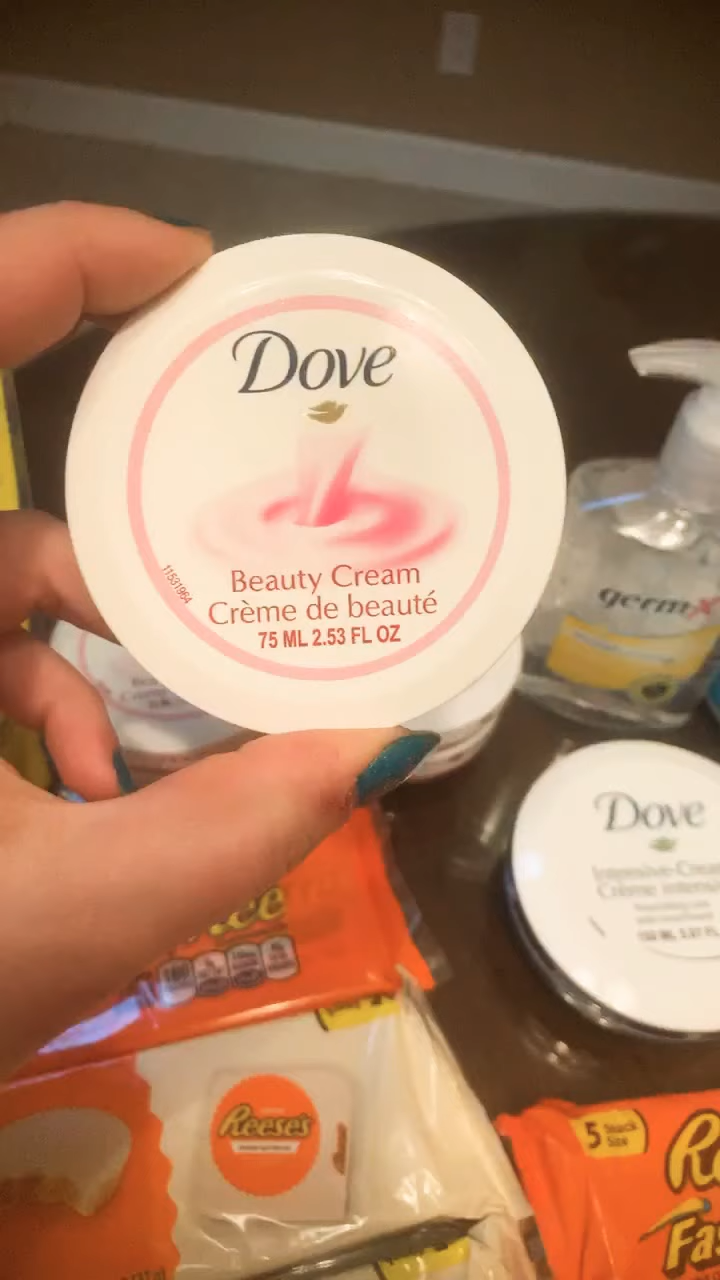 Dove
Beauty Cream
Crème de beauté
75 ML 2.53 FL OZ
11531964
germ-x
Dove
Intensive-Cream
Crème intensive
Reese's
5 Snack
Size